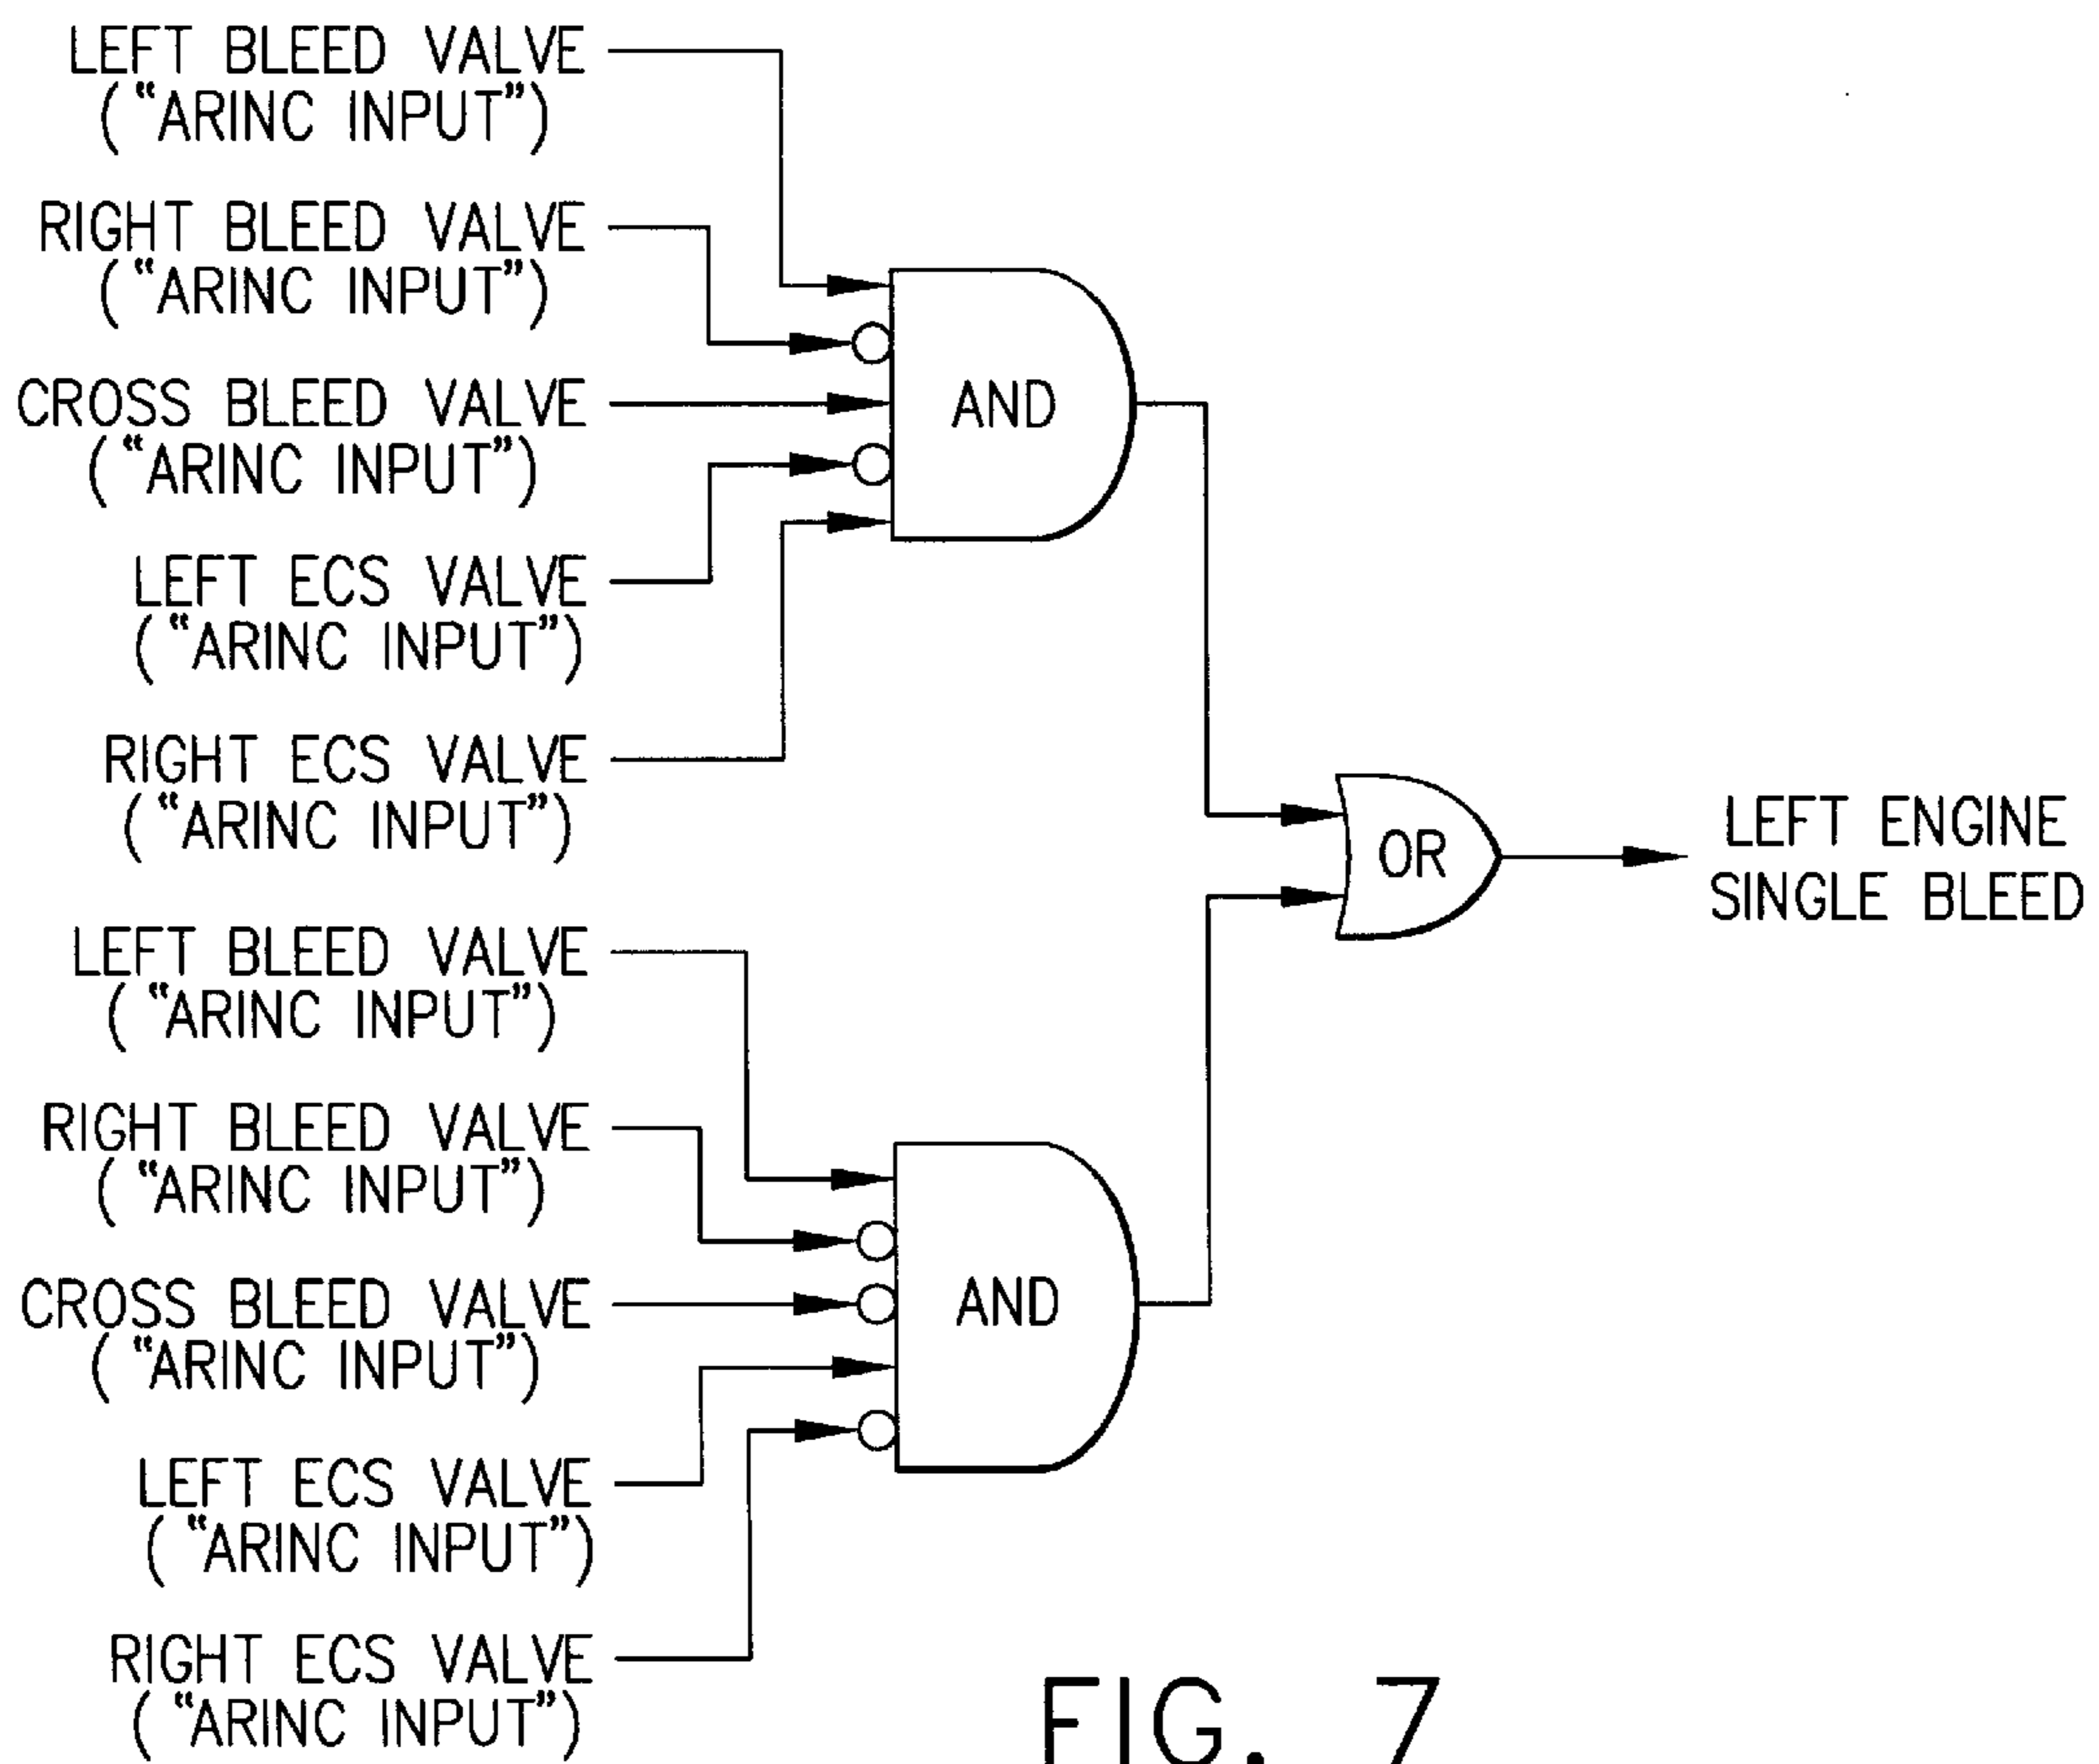 LEFT BLEED VALVE
("ARINC INPUT")
RIGHT BLEED VALVE
("ARINC INPUT")
CROSS BLEED VALVE
("ARINC INPUT")
LEFT ECS VALVE
("ARINC INPUT")
RIGHT ECS VALVE
("ARINC INPUT")
AND
LEFT BLEED VALVE
("ARINC INPUT")
RIGHT BLEED VALVE
("ARINC INPUT")
CROSS BLEED VALVE
("ARINC INPUT")
LEFT ECS VALVE
("ARINC INPUT")
RIGHT ECS VALVE
("ARINC INPUT")
AND
OR
LEFT ENGINE
SINGLE BLEED
FIG. 7